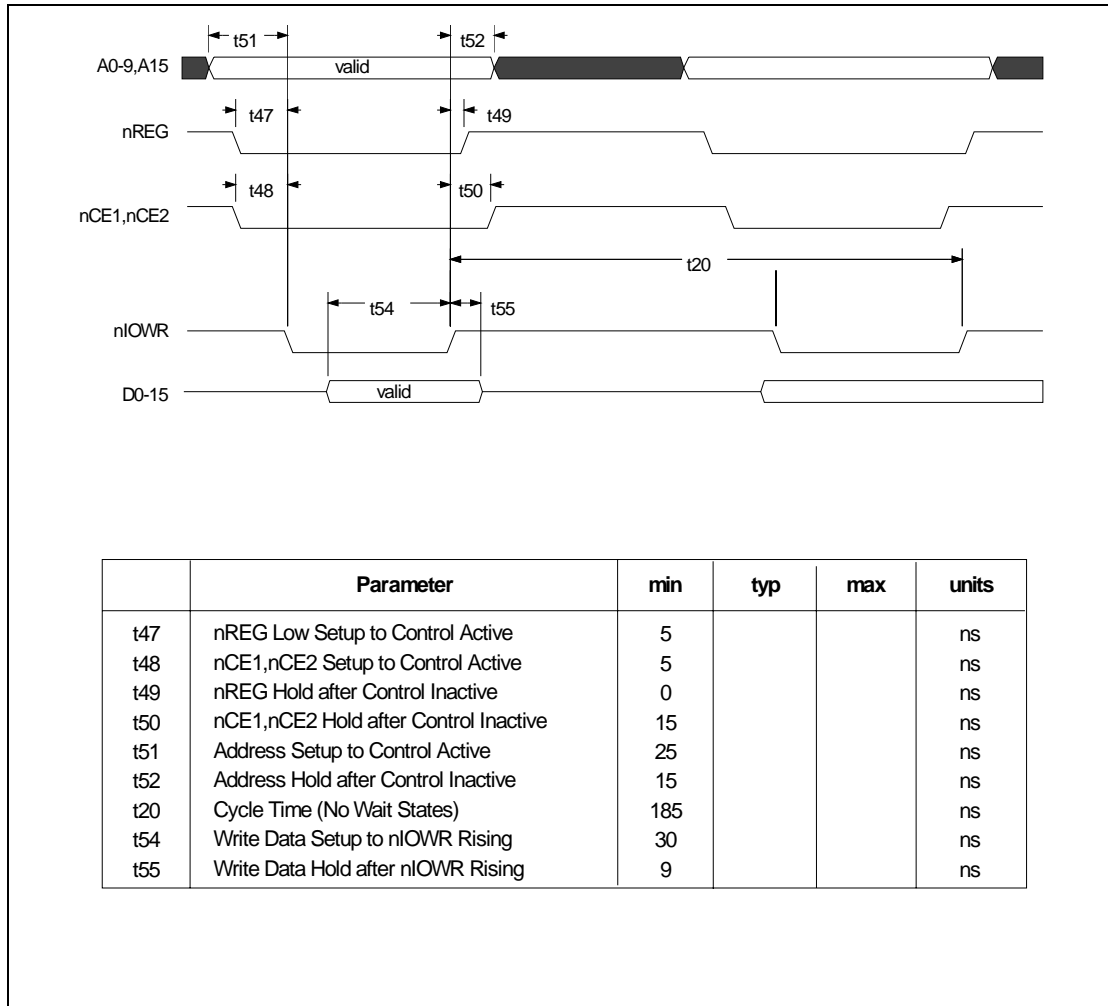 t51 t52
A0-9,A15 valid
t47 t49
nREG
t48 t50
nCE1,nCE2
t20
t54 t55
nIOWR
D0-15 valid
Parameter min typ max units
t47 nREG Low Setup to Control Active 5 ns
t48 nCE1,nCE2 Setup to Control Active 5 ns
t49 nREG Hold after Control Inactive 0 ns
t50 nCE1,nCE2 Hold after Control Inactive 15 ns
t51 Address Setup to Control Active 25 ns
t52 Address Hold after Control Inactive 15 ns
t20 Cycle Time (No Wait States) 185 ns
t54 Write Data Setup to nIOWR Rising 30 ns
t55 Write Data Hold after nIOWR Rising 9 ns